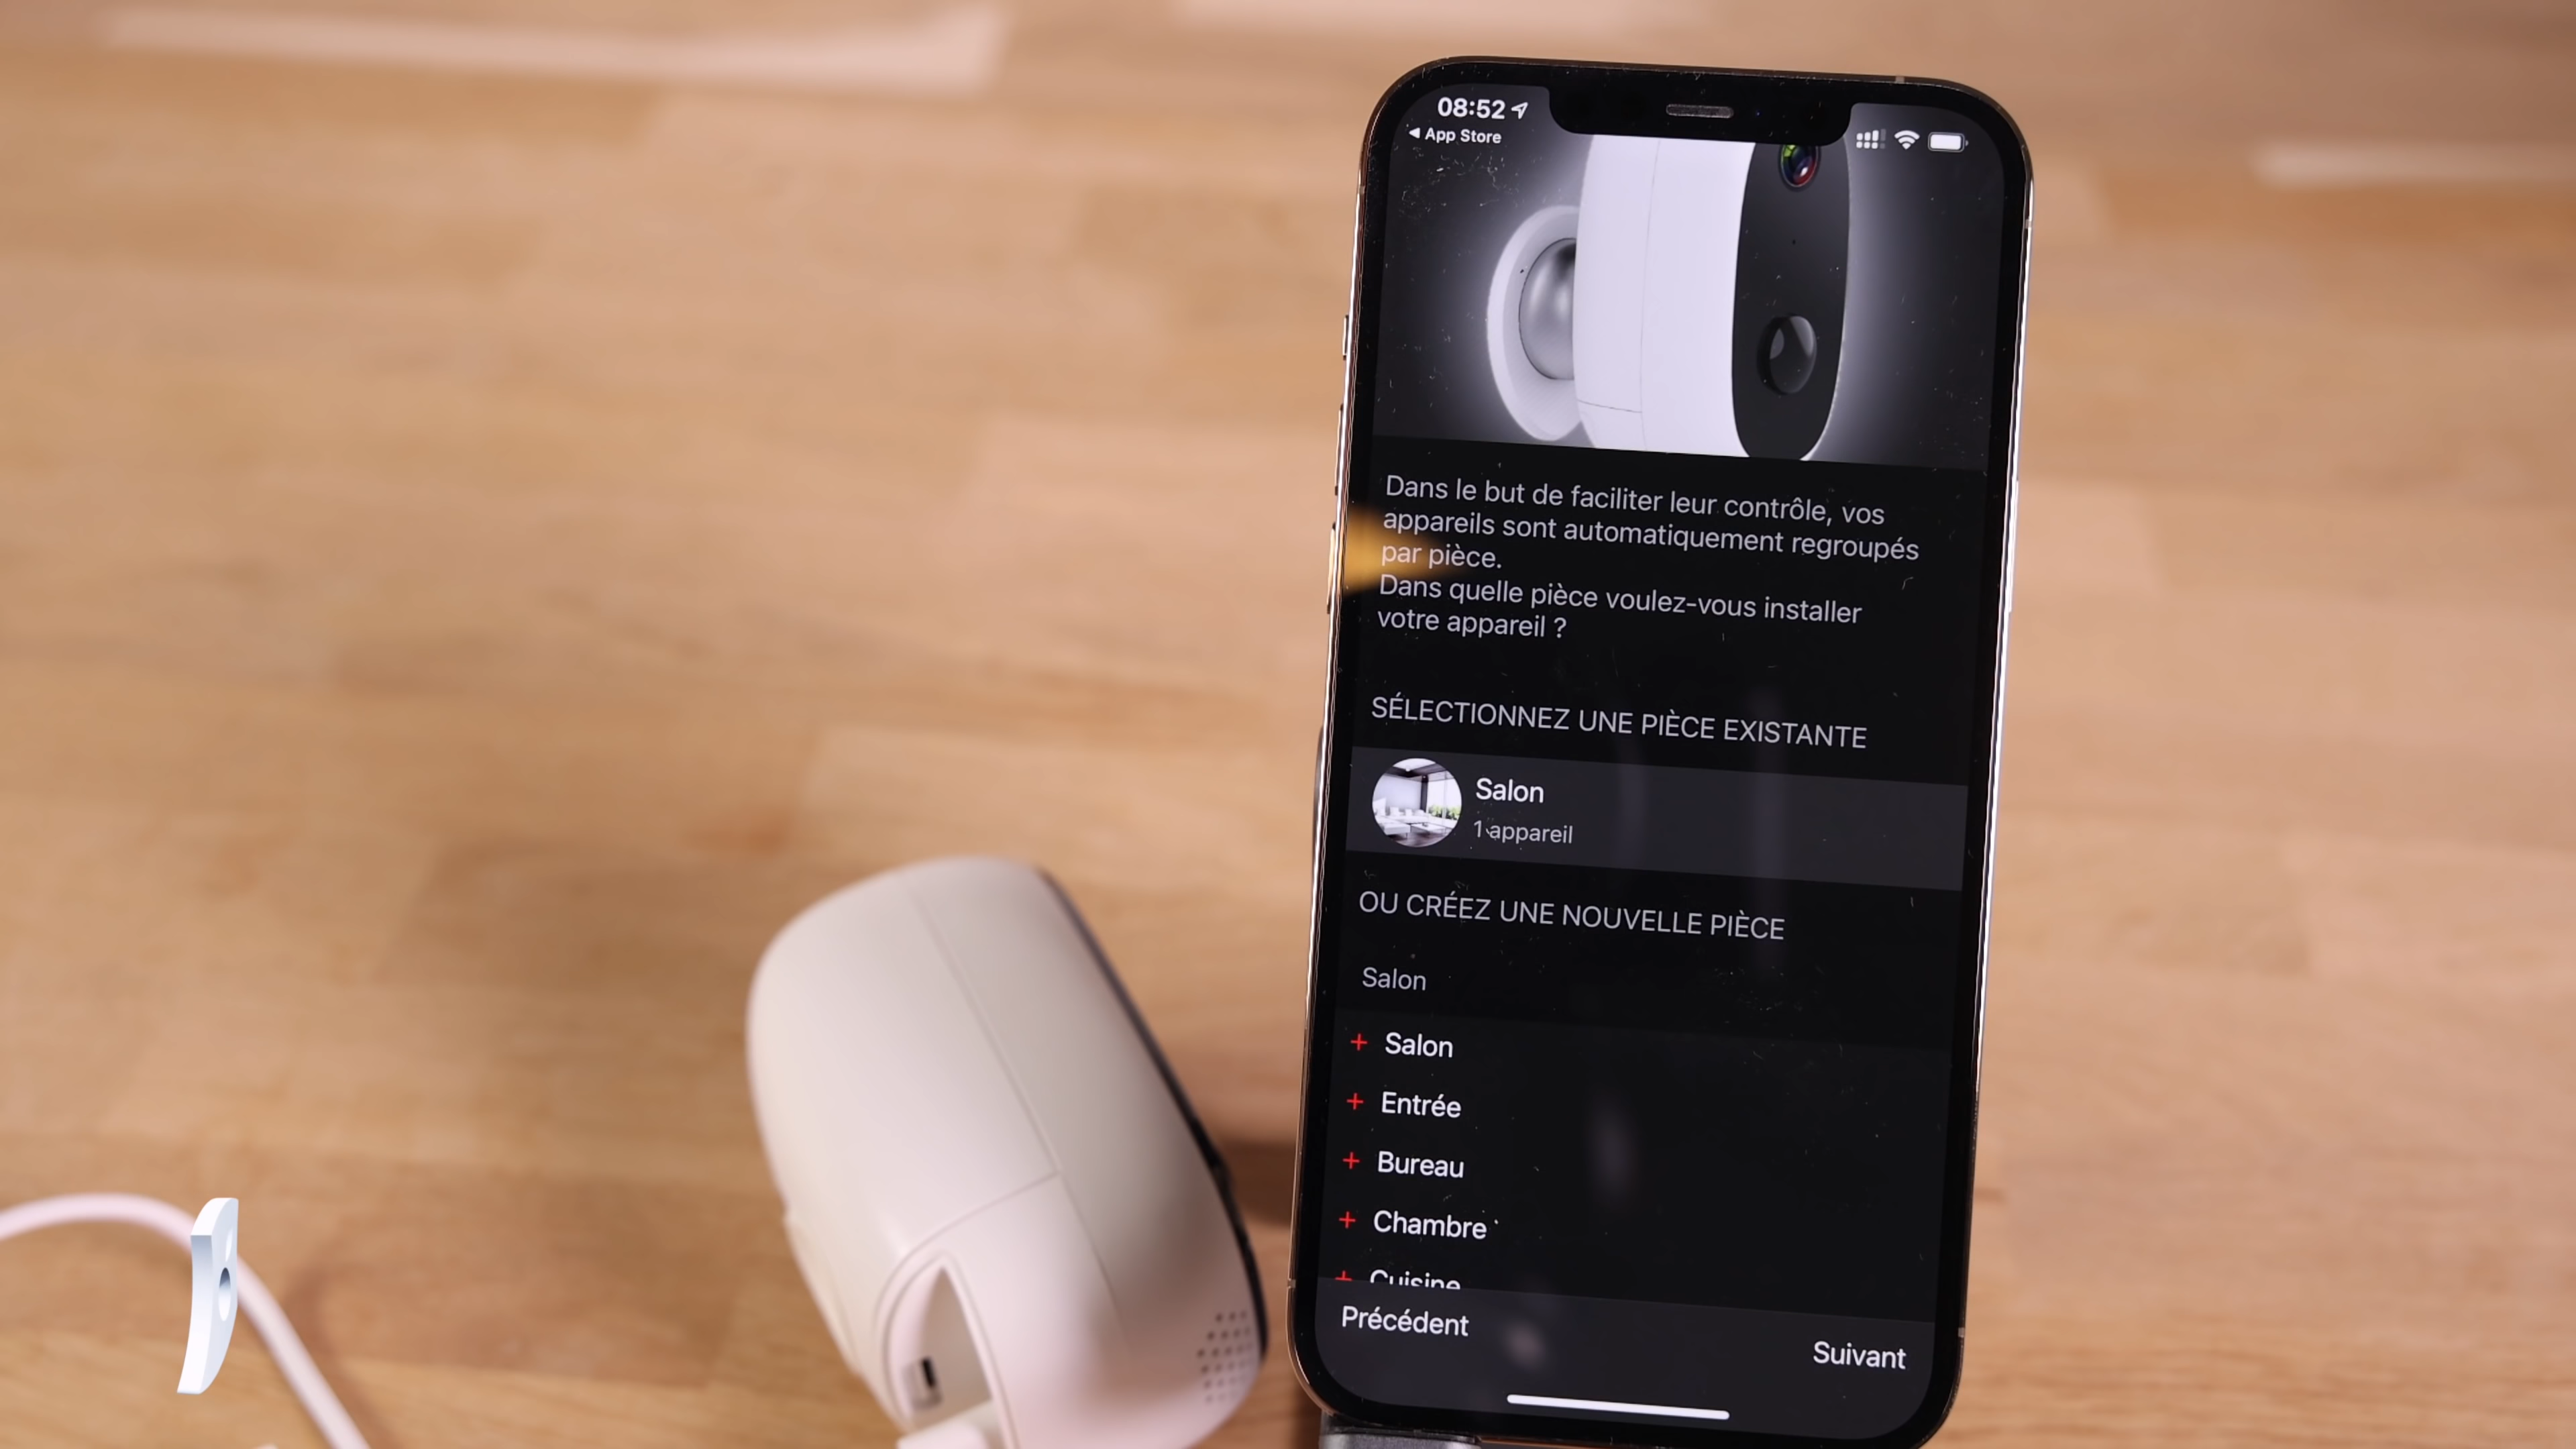 08:52
App Store
Dans le but de faciliter leur contrôle, vos
appareils sont automatiquement regroupés
par pièce.
Dans quelle pièce voulez-vous installer
votre appareil ?
SÉLECTIONNEZ UNE PIÈCE EXISTANTE
Salon
1 appareil
OU CRÉEZ UNE NOUVELLE PIÈCE
Salon
+ Salon
+ Entrée
+ Bureau
+ Chambre
+ Cuisine
Précédent
Suivant